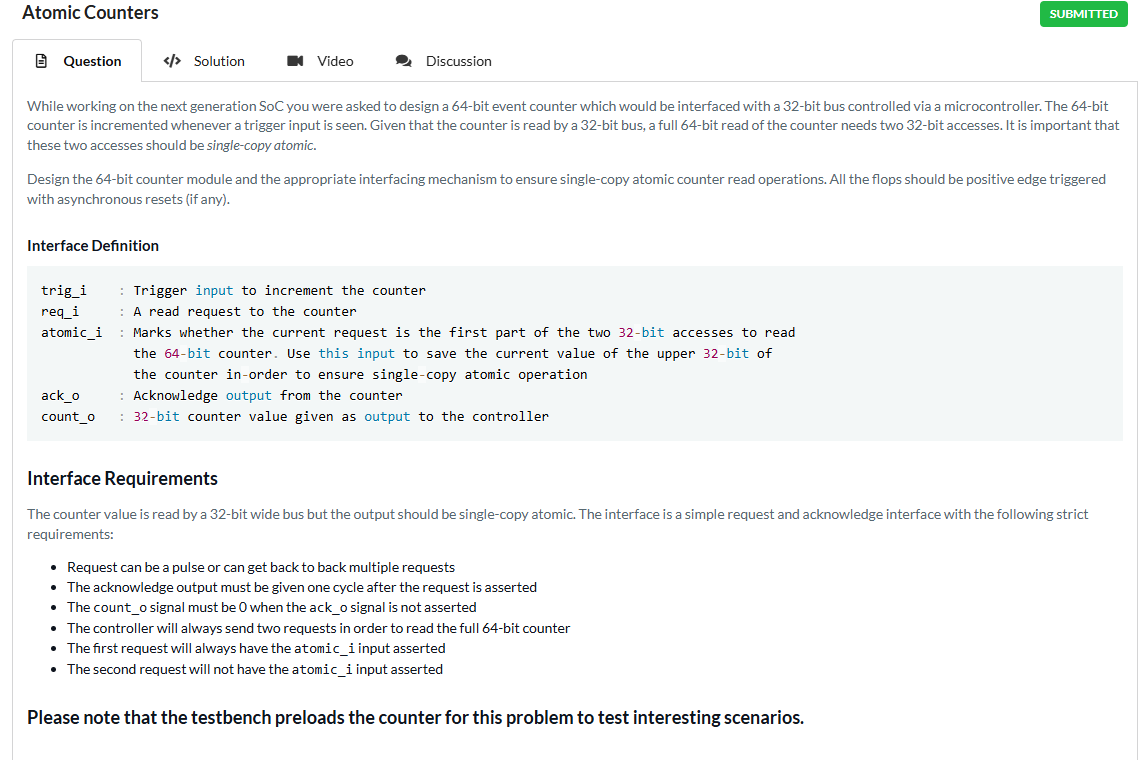 Atomic Counters
SUBMITTED
Question
Solution
Video
Discussion
While working on the next generation SoC you were asked to design a 64-bit event counter which would be interfaced with a 32-bit bus controlled via a microcontroller. The 64-bit
counter is incremented whenever a trigger input is seen. Given that the counter is read by a 32-bit bus, a full 64-bit read of the counter needs two 32-bit accesses. It is important that
these two accesses should be single-copy atomic.
Design the 64-bit counter module and the appropriate interfacing mechanism to ensure single-copy atomic counter read operations. All the flops should be positive edge triggered
with asynchronous resets (if any).
Interface Definition
trig_i : Trigger input to increment the counter
req_i : A read request to the counter
atomic_i : Marks whether the current request is the first part of the two 32-bit accesses to read
the 64-bit counter. Use this input to save the current value of the upper 32-bit of
the counter in-order to ensure single-copy atomic operation
ack_o : Acknowledge output from the counter
count_o : 32-bit counter value given as output to the controller
Interface Requirements
The counter value is read by a 32-bit wide bus but the output should be single-copy atomic. The interface is a simple request and acknowledge interface with the following strict
requirements:
• Request can be a pulse or can get back to back multiple requests
• The acknowledge output must be given one cycle after the request is asserted
• The count_o signal must be 0 when the ack_o signal is not asserted
• The controller will always send two requests in order to read the full 64-bit counter
• The first request will always have the atomic_i input asserted
• The second request will not have the atomic_i input asserted
Please note that the testbench preloads the counter for this problem to test interesting scenarios.